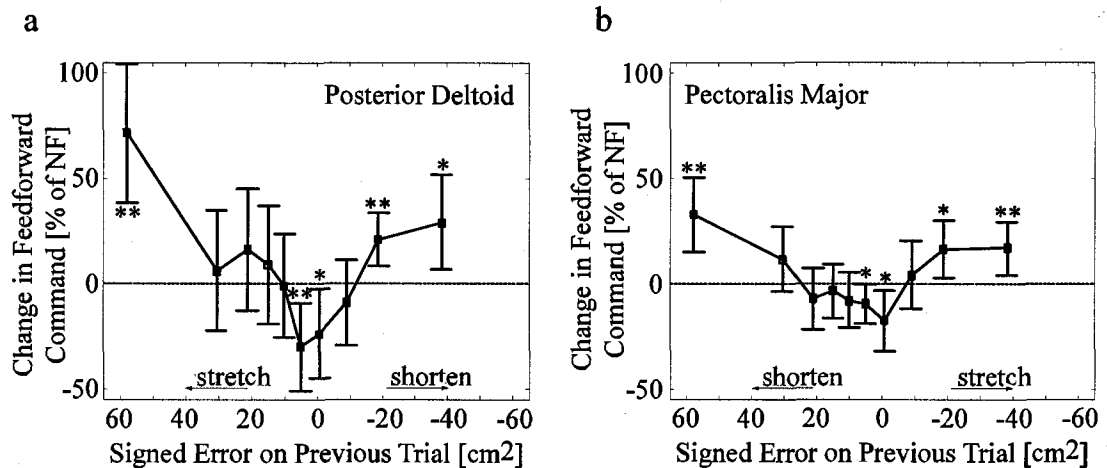 a
Change in Feedforward
Command [% of NF]
100
50
0
-50
Posterior Deltoid
**
**
*
**
*
stretch
shorten
60
40
20
0
-20
-40
-60
Signed Error on Previous Trial [cm2]
b
Change in Feedforward
Command [% of NF]
100
50
0
-50
Pectoralis Major
**
*
*
*
**
shorten
stretch
60
40
20
0
-20
-40
-60
Signed Error on Previous Trial [cm2]